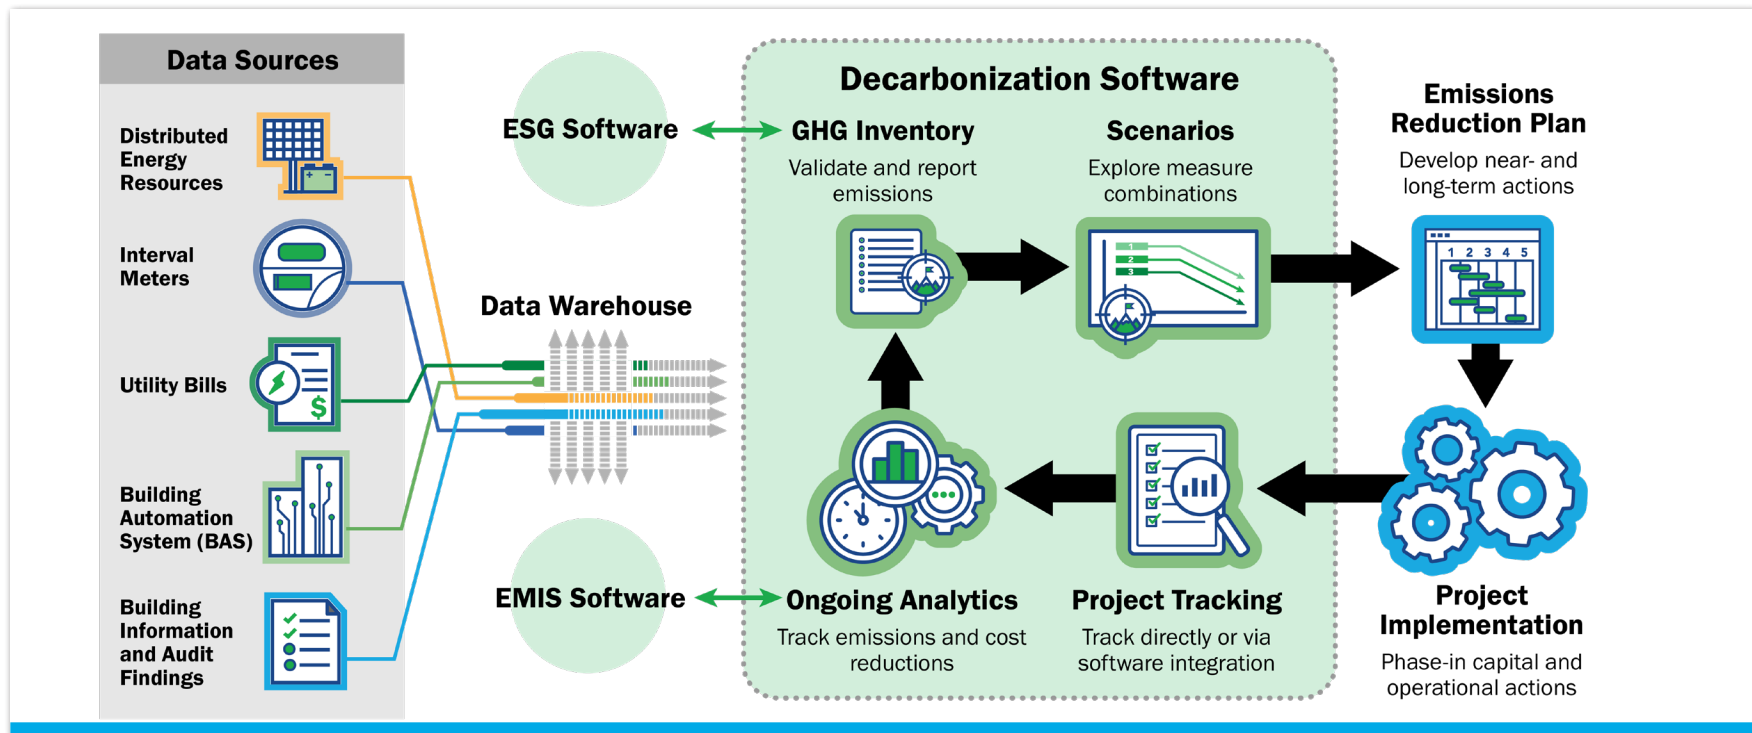 Data Sources
Distributed
Energy
Resources
Interval
Meters
Utility Bills
$
Building
Automation
System (BAS)
Building
Information
and Audit
Findings
ESG Software
Data Warehouse
EMIS Software
Decarbonization Software
GHG Inventory
Validate and report
emissions
Scenarios
Explore measure
combinations
1
2
3
Ongoing Analytics
Track emissions and cost
reductions
Project Tracking
Track directly or via
software integration
Emissions
Reduction Plan
Develop near- and
long-term actions
1 2 3 4 5
Project
Implementation
Phase-in capital and
operational actions